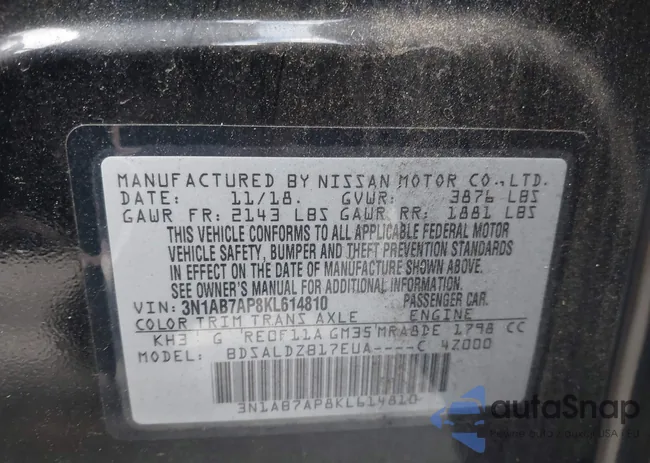 MANUFACTURED BY NISSAN MOTOR CO., LTD.
DATE: 11/18. GVWR: 3876 LBS
GAWR FR: 2143 LBS GAWR RR: 1881 LBS
THIS VEHICLE CONFORMS TO ALL APPLICABLE FEDERAL MOTOR
VEHICLE SAFETY, BUMPER AND THEFT PREVENTION STANDARDS
IN EFFECT ON THE DATE OF MANUFACTURE SHOWN ABOVE.
SEE OWNER'S MANUAL FOR ADDITIONAL INFORMATION.
VIN: 3N1AB7AP8KL614810 PASSENGER CAR.
COLOR TRIM TRANS AXLE ENGINE
KH3 G RE0F11A GM35 MRA8DE 1798 CC
MODEL: BDSALDZB17EUA----C 4Z000
3N1AB7AP8KL614810
autoSnap